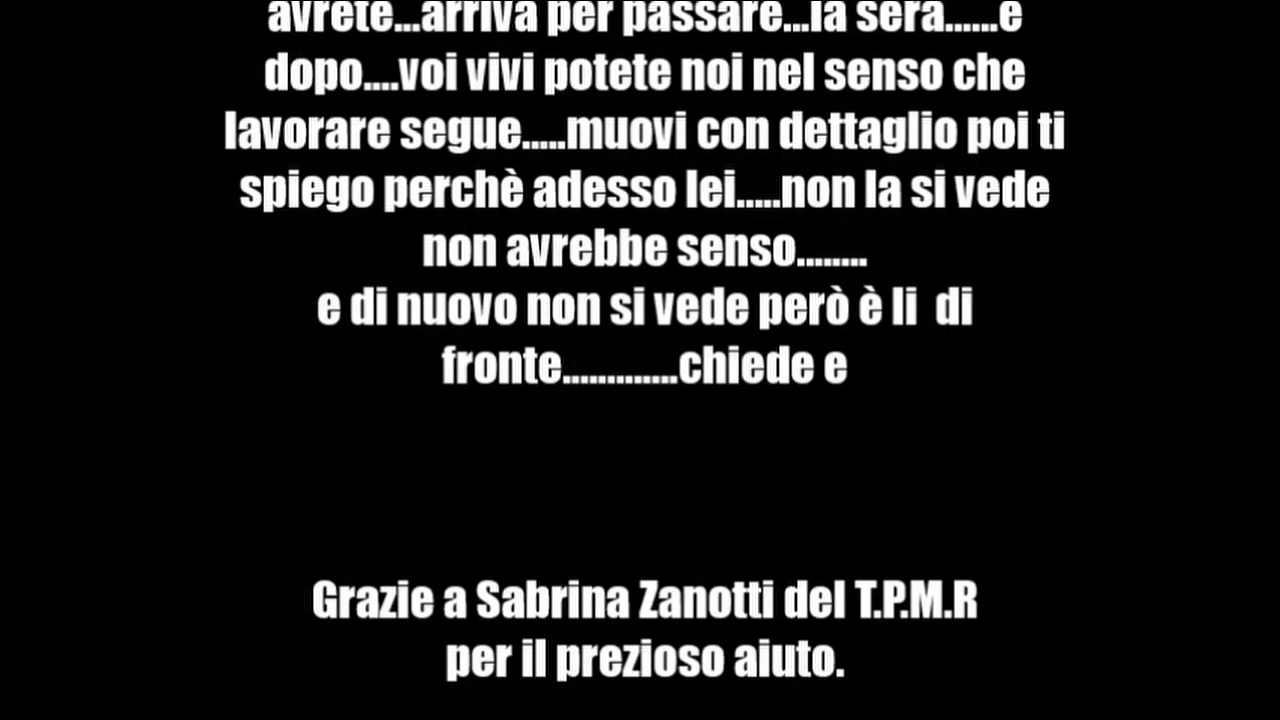 avrete...arriva per passare...la sera......e
dopo....voi vivi potete noi nel senso che
lavorare segue.....muovi con dettaglio poi ti
spiego perchè adesso lei.....non la si vede
non avrebbe senso........
e di nuovo non si vede però è li  di
fronte.............chiede e
Grazie a Sabrina Zanotti del T.P.M.R
per il prezioso aiuto.